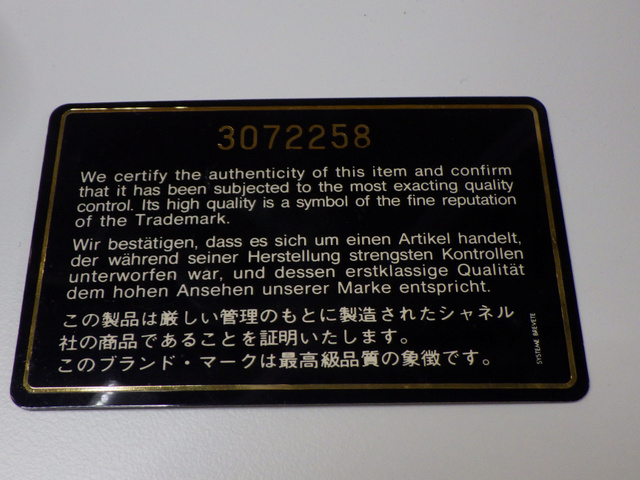 3072258
We certify the authenticity of this item and confirm
that it has been subjected to the most exacting quality
control. Its high quality is a symbol of the fine reputation
of the Trademark.
Wir bestätigen, dass es sich um einen Artikel handelt,
der während seiner Herstellung strengsten Kontrollen
unterworfen war, und dessen erstklassige Qualität
dem hohen Ansehen unserer Marke entspricht.
この製品は厳しい管理のもとに製造されたシャネル
社の商品であることを証明いたします。
このブランド・マークは最高級品質の象徴です。
SYSTEME BREVETE